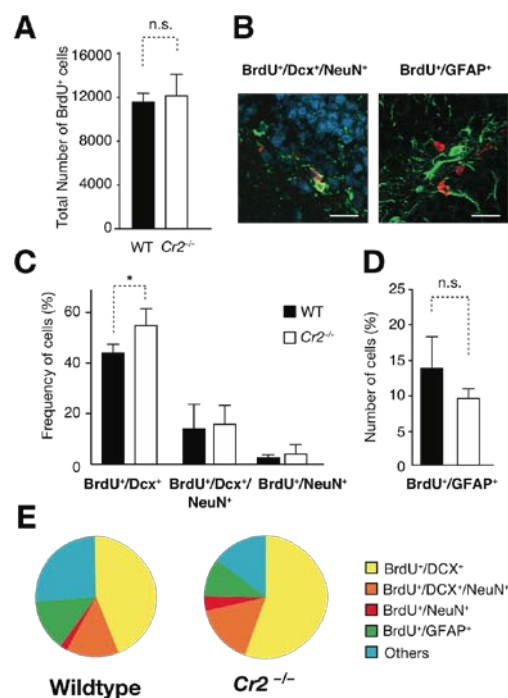 A
n.s.
Total Number of BrdU⁺ cells
16000
12000
8000
4000
0
WT Cr2⁻/⁻
B
BrdU⁺/Dcx⁺/NeuN⁺ BrdU⁺/GFAP⁺
C
*
Frequency of cells (%)
60
40
20
0
WT
Cr2⁻/⁻
BrdU⁺/Dcx⁺ BrdU⁺/Dcx⁺/ BrdU⁺/NeuN⁺
NeuN⁺
D
n.s.
Number of cells (%)
25
20
15
10
5
0
BrdU⁺/GFAP⁺
E
Wildtype
Cr2 ⁻/⁻
BrdU⁺/DCX⁺
BrdU⁺/DCX⁺/NeuN⁺
BrdU⁺/NeuN⁺
BrdU⁺/GFAP⁺
Others